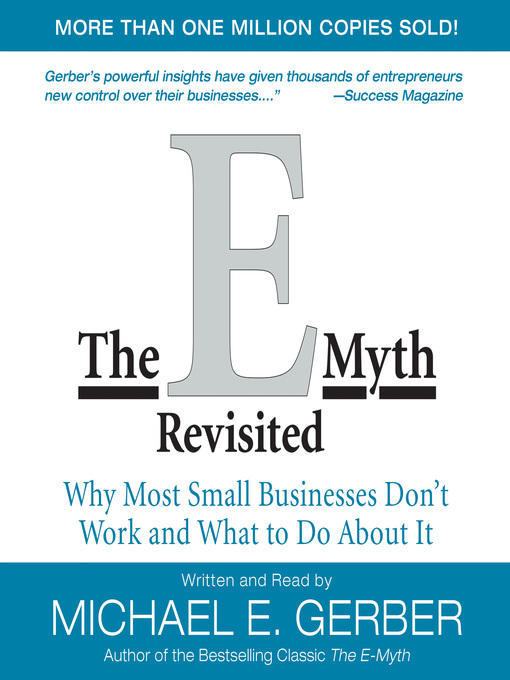 MORE THAN ONE MILLION COPIES SOLD!
Gerber's powerful insights have given thousands of entrepreneurs
new control over their businesses...." —Success Magazine
The E Myth
Revisited
Why Most Small Businesses Don't
Work and What to Do About It
Written and Read by
MICHAEL E. GERBER
Author of the Bestselling Classic The E-Myth